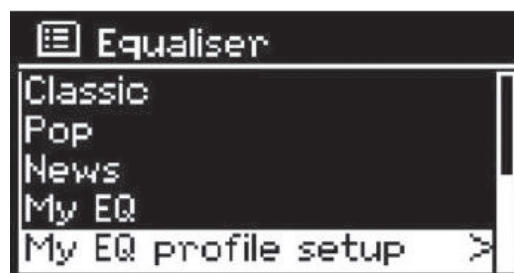 Equaliser
Classic
Pop
News
My EQ
My EQ profile setup >